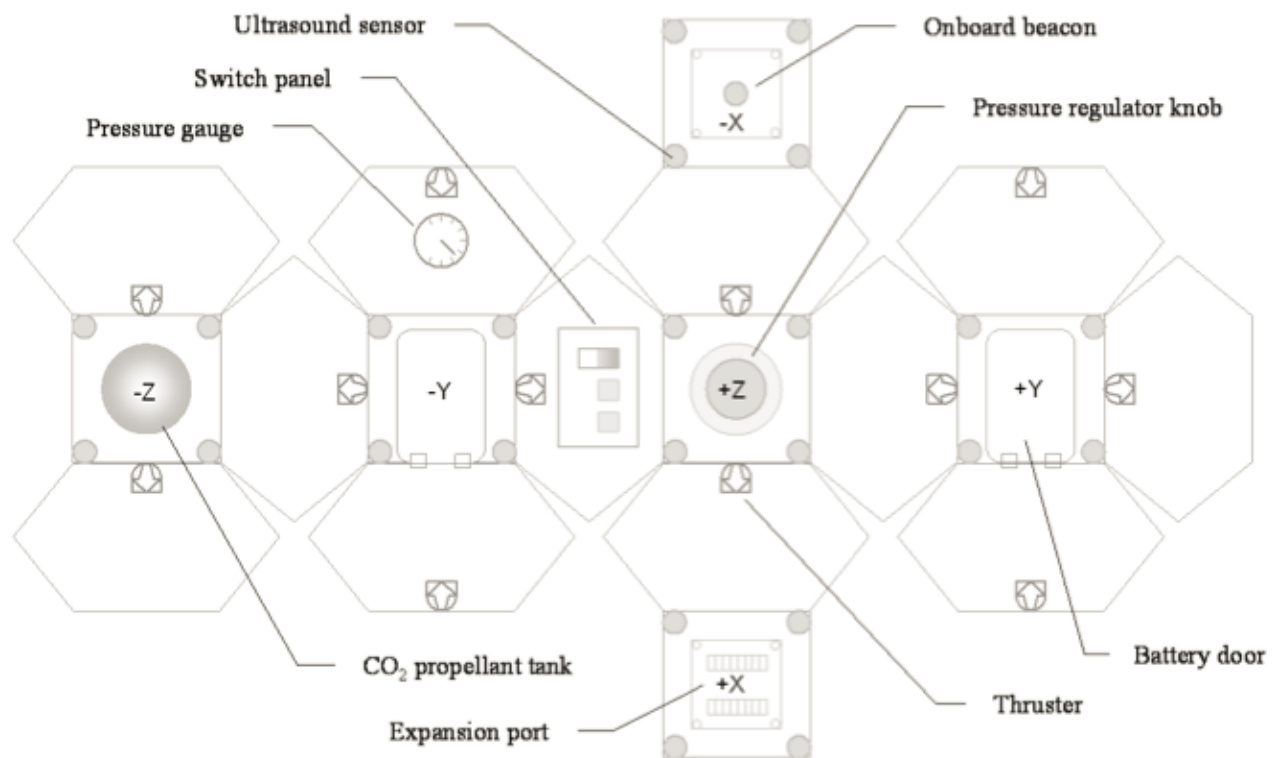 Ultrasound sensor
Onboard beacon
Switch panel
Pressure regulator knob
Pressure gauge
-X
-Z
-Y
+Z
+Y
CO₂ propellant tank
+X
Battery door
Thruster
Expansion port